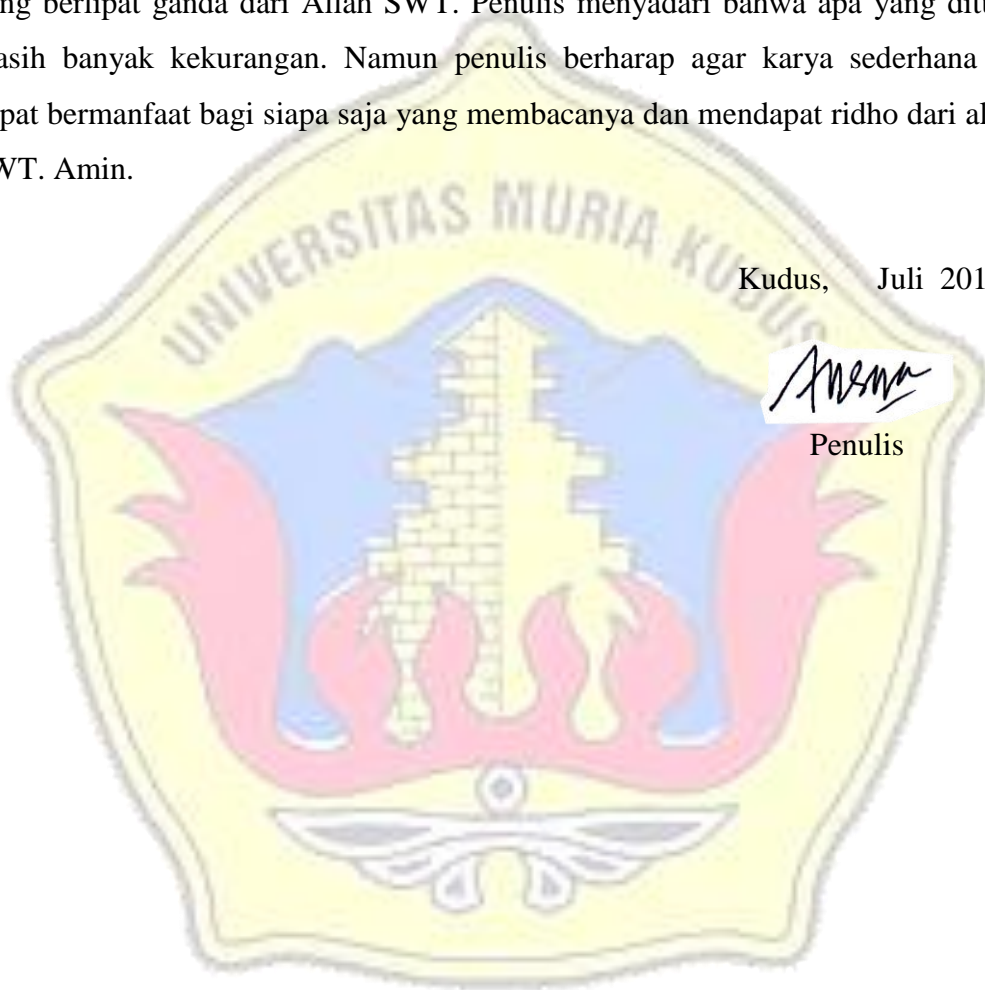 ng berlipat ganda dari Allah SWT. Penulis menyadari bahwa apa yang ditu
asih banyak kekurangan. Namun penulis berharap agar karya sederhana
pat bermanfaat bagi siapa saja yang membacanya dan mendapat ridho dari al
WT. Amin.
UNIVERSITAS MURIA KUDUS
Kudus, Juli 201
Penulis